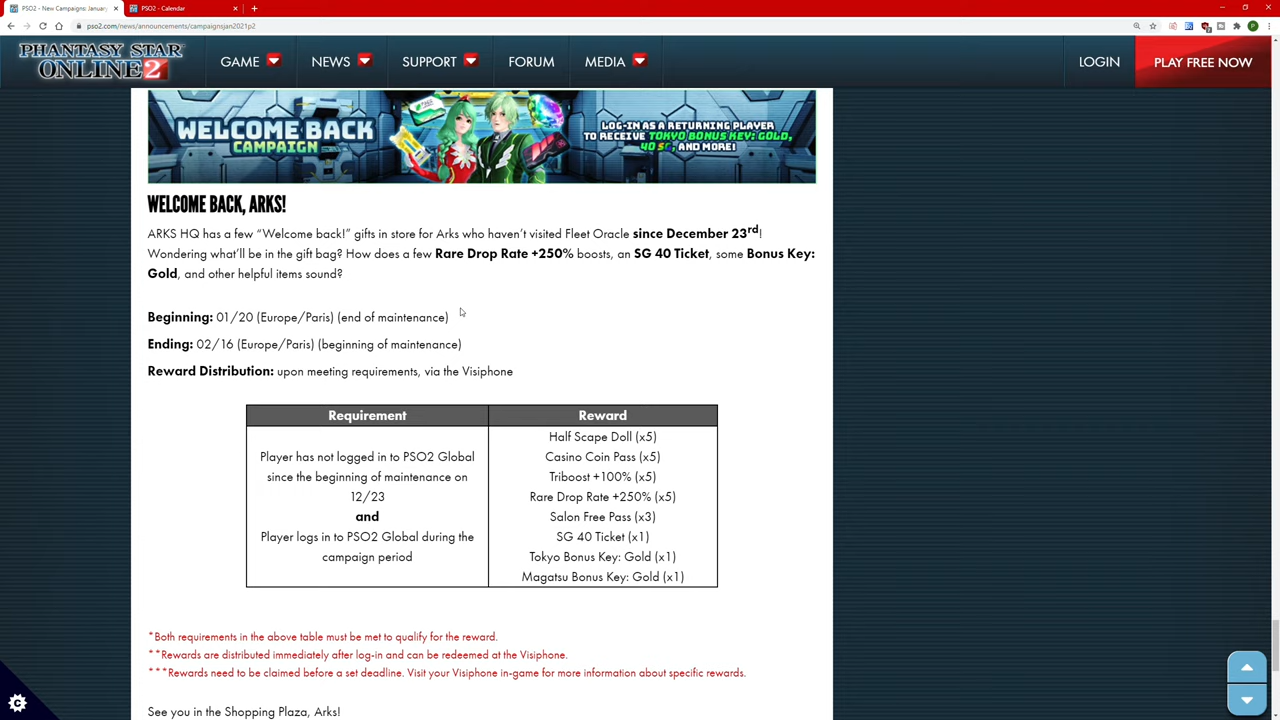 PSO2 - New Campaigns: January
PSO2 - Calendar
pso2.com/news/announcements/campaignsjan2021p2
PHANTASY STAR ONLINE 2
GAME
NEWS
SUPPORT
FORUM
MEDIA
LOGIN
PLAY FREE NOW
WELCOME BACK
CAMPAIGN
LOG-IN AS A RETURNING PLAYER
TO RECEIVE TOKYO BONUS KEY: GOLD,
40 SG, AND MORE!
WELCOME BACK, ARKS!
ARKS HQ has a few “Welcome back!” gifts in store for Arks who haven’t visited Fleet Oracle since December 23rd!
Wondering what’ll be in the gift bag? How does a few Rare Drop Rate +250% boosts, an SG 40 Ticket, some Bonus Key:
Gold, and other helpful items sound?
Beginning: 01/20 (Europe/Paris) (end of maintenance)
Ending: 02/16 (Europe/Paris) (beginning of maintenance)
Reward Distribution: upon meeting requirements, via the Visiphone
Requirement
Reward
Player has not logged in to PSO2 Global
since the beginning of maintenance on
12/23
and
Player logs in to PSO2 Global during the
campaign period
Half Scape Doll (x5)
Casino Coin Pass (x5)
Triboost +100% (x5)
Rare Drop Rate +250% (x5)
Salon Free Pass (x3)
SG 40 Ticket (x1)
Tokyo Bonus Key: Gold (x1)
Magatsu Bonus Key: Gold (x1)
*Both requirements in the above table must be met to qualify for the reward.
**Rewards are distributed immediately after log-in and can be redeemed at the Visiphone.
***Rewards need to be claimed before a set deadline. Visit your Visiphone in-game for more information about specific rewards.
See you in the Shopping Plaza, Arks!